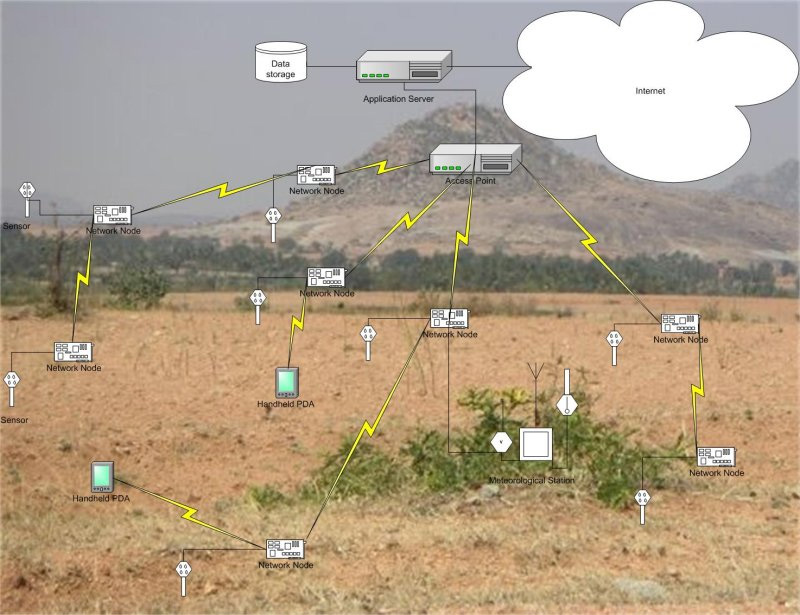 Data
storage
Application Server
Internet
Access Point
Network Node
Sensor
Network Node
Network Node
Network Node
Network Node
Network Node
Handheld PDA
Sensor
Network Node
Meteorological Station
Handheld PDA
Network Node